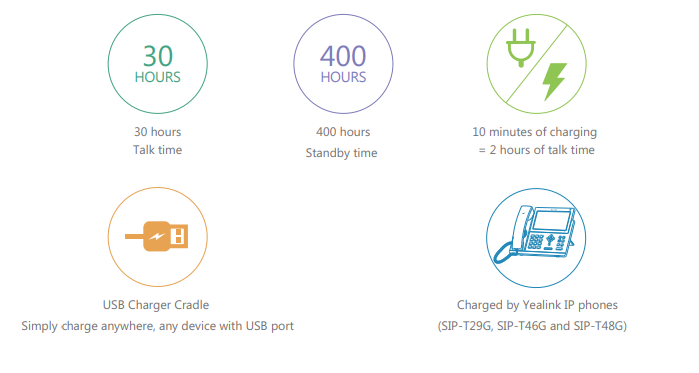 30
HOURS
400
HOURS
30 hours
Talk time
400 hours
Standby time
10 minutes of charging
= 2 hours of talk time
USB Charger Cradle
Simply charge anywhere, any device with USB port
Charged by Yealink IP phones
(SIP-T29G, SIP-T46G and SIP-T48G)